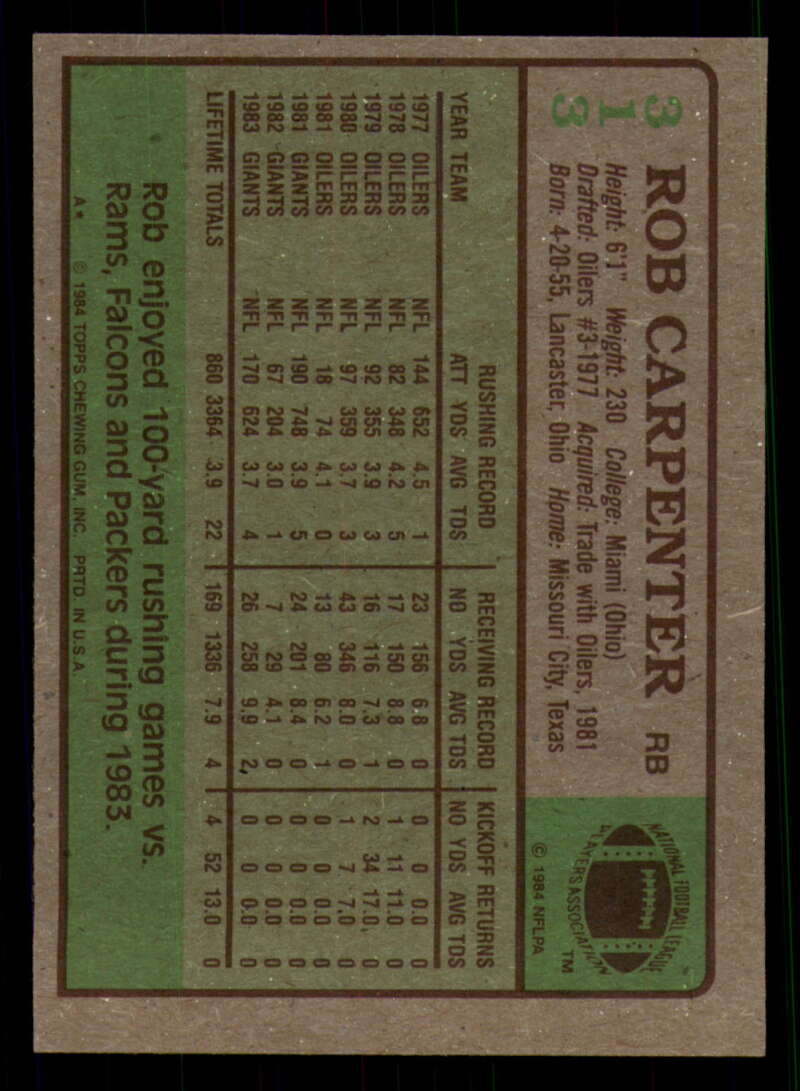 313
ROB CARPENTER RB
Height: 6'1" Weight: 230 College: Miami (Ohio)
Drafted: Oilers #3-1977 Acquired: Trade with Oilers, 1981
Born: 4-20-55, Lancaster, Ohio Home: Missouri City, Texas
NATIONAL FOOTBALL LEAGUE
PLAYERS ASSOCIATION
TM
© 1984 NFLPA
RUSHING RECORD RECEIVING RECORD KICKOFF RETURNS
YEAR TEAM ATT YDS AVG TDS NO YDS AVG TDS NO YDS AVG TDS
1977 OILERS NFL 144 652 4.5 1 23 156 6.8 0 0 0 0.0 0
1978 OILERS NFL 82 348 4.2 5 17 150 8.8 0 1 11 11.0 0
1979 OILERS NFL 92 355 3.9 3 16 116 7.3 1 2 34 17.0 0
1980 OILERS NFL 97 359 3.7 3 43 346 8.0 0 1 7 7.0 0
1981 OILERS NFL 18 74 4.1 0 13 80 6.2 1 0 0 0.0 0
1981 GIANTS NFL 190 748 3.9 5 24 201 8.4 0 0 0 0.0 0
1982 GIANTS NFL 67 204 3.0 1 7 29 4.1 0 0 0 0.0 0
1983 GIANTS NFL 170 624 3.7 4 26 258 9.9 2 0 0 0.0 0
LIFETIME TOTALS 860 3364 3.9 22 169 1336 7.9 4 4 52 13.0 0
Rob enjoyed 100-yard rushing games vs.
Rams, Falcons and Packers during 1983.
A* © 1984 TOPPS CHEWING GUM, INC. PRTD. IN U.S.A.